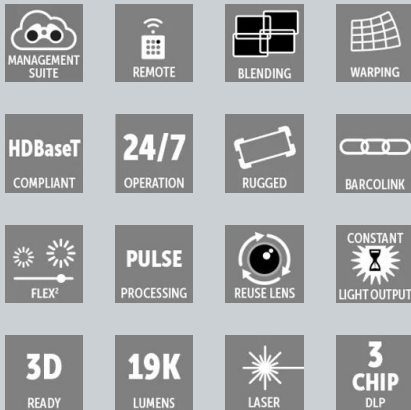 MANAGEMENT
SUITE
REMOTE
BLENDING
WARPING
HDBaseT
COMPLIANT
24/7
OPERATION
RUGGED
BARCOLINK
FLEX²
PULSE
PROCESSING
REUSE LENS
CONSTANT
LIGHT OUTPUT
3D
READY
19K
LUMENS
LASER
3
CHIP
DLP